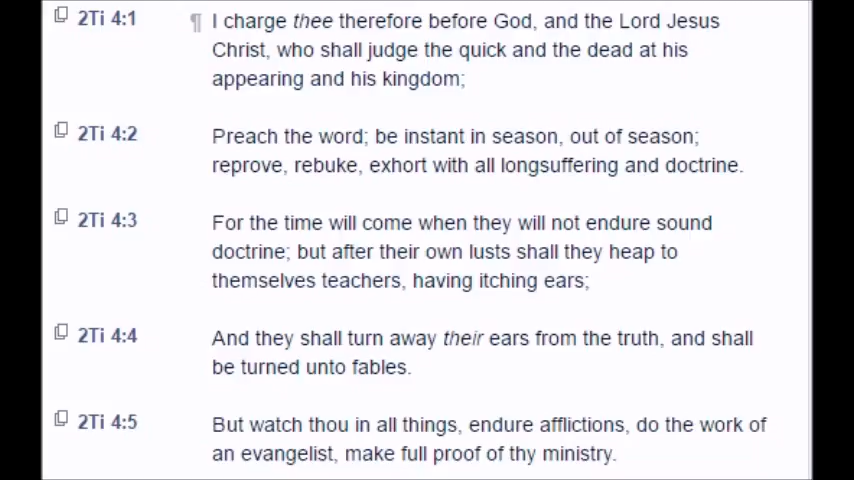 2Ti 4:1 ¶ I charge thee therefore before God, and the Lord Jesus
Christ, who shall judge the quick and the dead at his
appearing and his kingdom;
2Ti 4:2 Preach the word; be instant in season, out of season;
reprove, rebuke, exhort with all longsuffering and doctrine.
2Ti 4:3 For the time will come when they will not endure sound
doctrine; but after their own lusts shall they heap to
themselves teachers, having itching ears;
2Ti 4:4 And they shall turn away their ears from the truth, and shall
be turned unto fables.
2Ti 4:5 But watch thou in all things, endure afflictions, do the work of
an evangelist, make full proof of thy ministry.